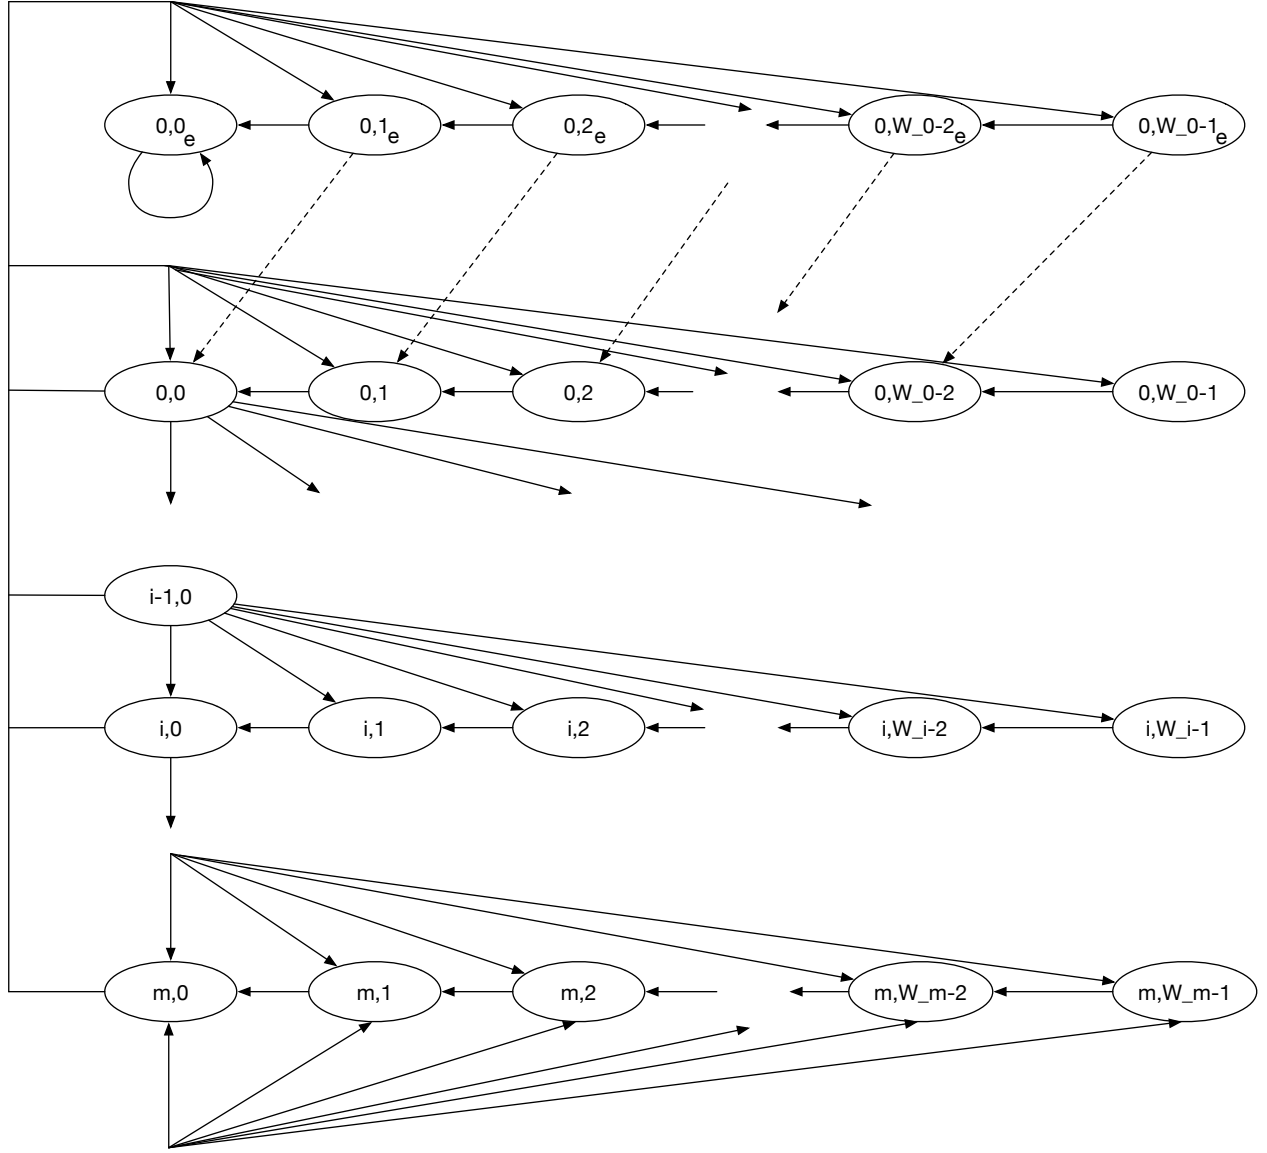 0,0e 0,1e 0,2e 0,W_0-2e 0,W_0-1e
0,0 0,1 0,2 0,W_0-2 0,W_0-1
i-1,0
i,0 i,1 i,2 i,W_i-2 i,W_i-1
m,0 m,1 m,2 m,W_m-2 m,W_m-1